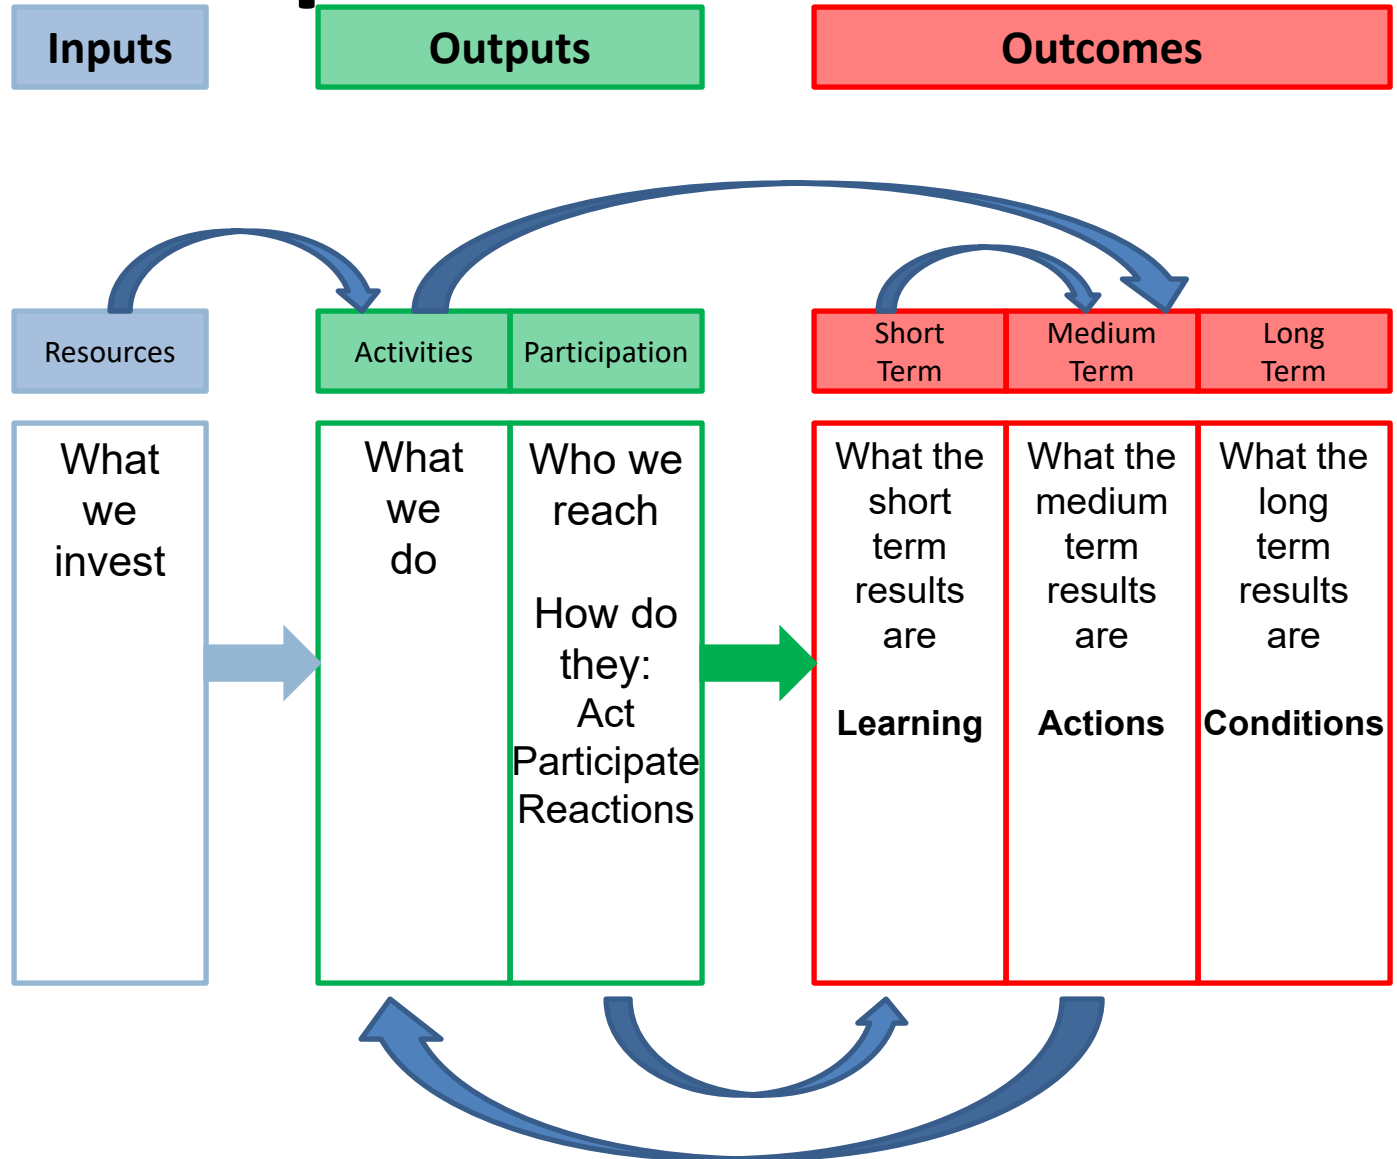 Inputs
Outputs
Outcomes
Resources
Activities
Participation
Short
Term
Medium
Term
Long
Term
What
we
invest
What
we
do
Who we
reach
How do
they:
Act
Participate
Reactions
What the
short
term
results
are
Learning
What the
medium
term
results
are
Actions
What the
long
term
results
are
Conditions